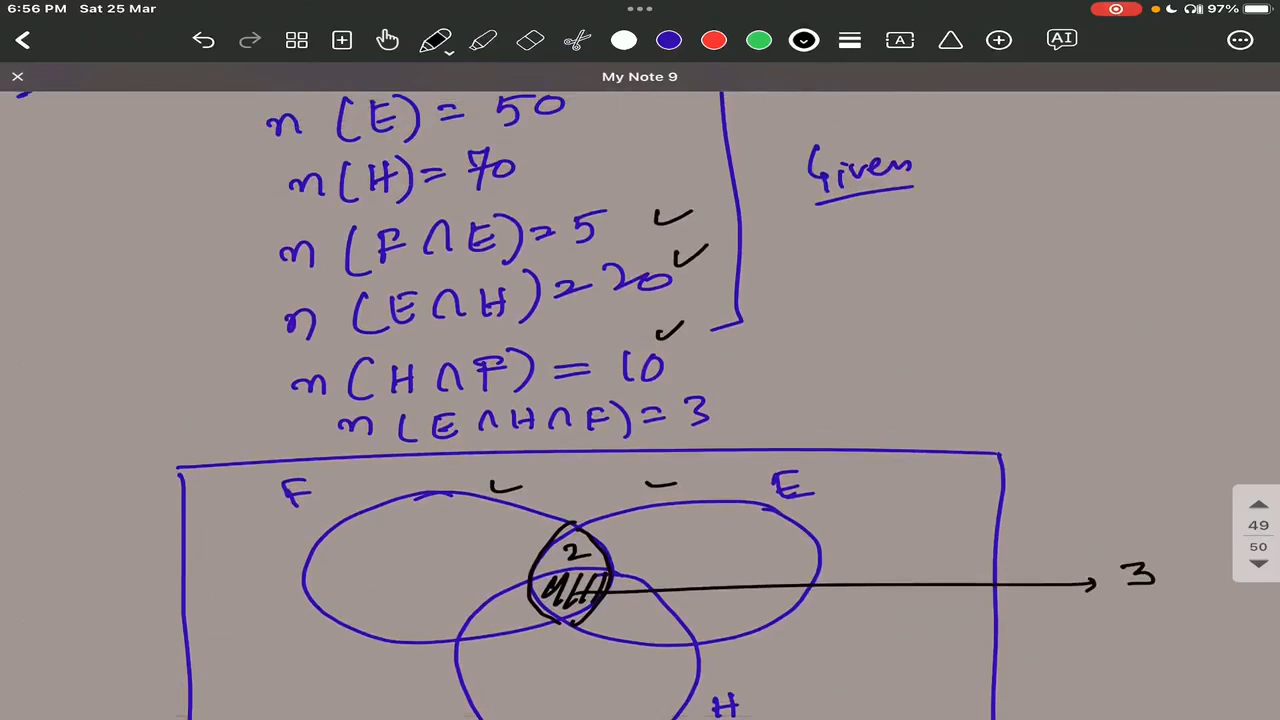 6:56 PM Sat 25 Mar
97%
A
AI
My Note 9
n (E) = 50
n (H) = 70
Given
n (F ∩ E) = 5 ✓
n (E ∩ H) = 20 ✓
n (H ∩ F) = 10 ✓
n (E ∩ H ∩ F) = 3
F ✓ ✓ E
2
3
H
49
50